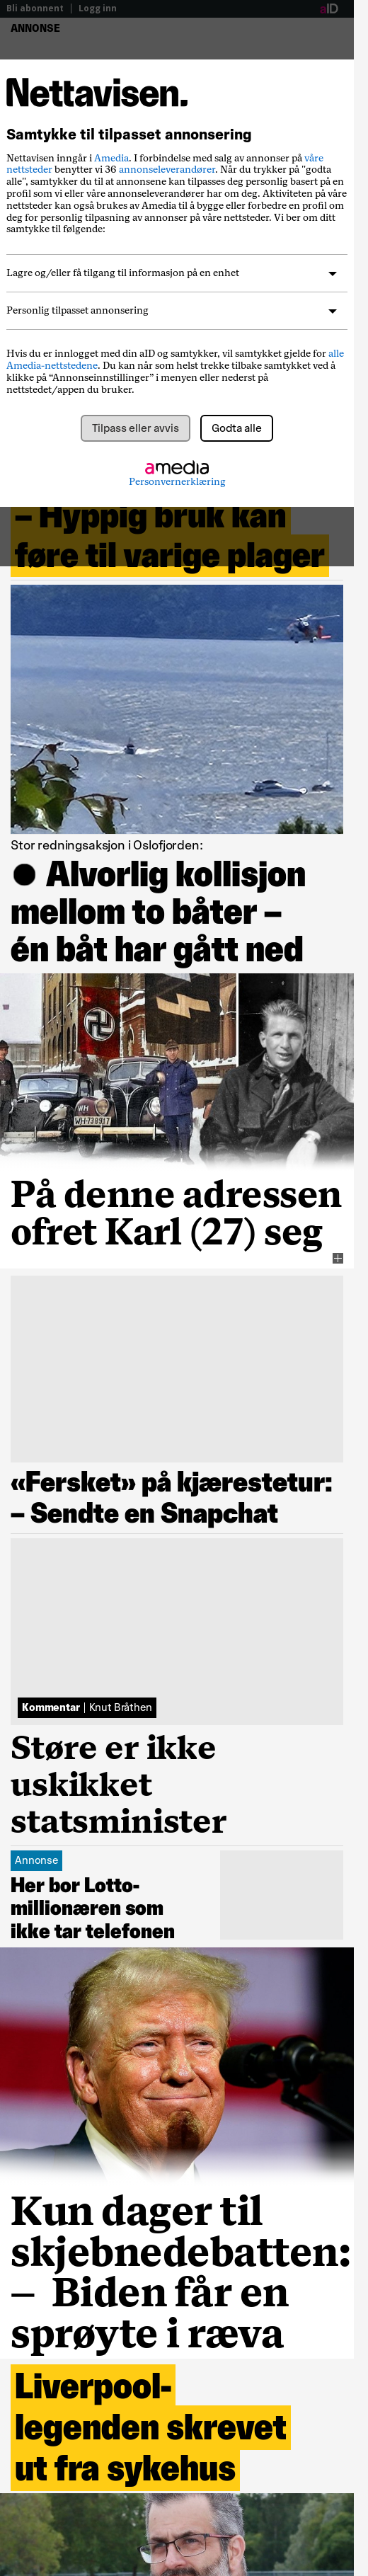 Bli abonnent | Logg inn
aID
ANNONSE
Nettavisen.
Samtykke til tilpasset annonsering
Nettavisen inngår i Amedia. I forbindelse med salg av annonser på våre
nettsteder benytter vi 36 annonseleverandører. Når du trykker på "godta
alle", samtykker du til at annonsene kan tilpasses deg personlig basert på en
profil som vi eller våre annonseleverandører har om deg. Aktiviteten på våre
nettsteder kan også brukes av Amedia til å bygge eller forbedre en profil om
deg for personlig tilpasning av annonser på våre nettsteder. Vi ber om ditt
samtykke til følgende:
Lagre og/eller få tilgang til informasjon på en enhet
Personlig tilpasset annonsering
Hvis du er innlogget med din aID og samtykker, vil samtykket gjelde for alle
Amedia-nettstedene. Du kan når som helst trekke tilbake samtykket ved å
klikke på “Annonseinnstillinger” i menyen eller nederst på
nettstedet/appen du bruker.
Tilpass eller avvis
Godta alle
amedia
Personvernerklæring
– Hyppig bruk kan
føre til varige plager
Stor redningsaksjon i Oslofjorden:
● Alvorlig kollisjon
mellom to båter –
én båt har gått ned
På denne adressen
ofret Karl (27) seg
«Fersket» på kjærestetur:
– Sendte en Snapchat
Kommentar | Knut Bråthen
Støre er ikke
uskikket
statsminister
Annonse
Her bor Lotto-
millionæren som
ikke tar telefonen
Kun dager til
skjebnedebatten:
– Biden får en
sprøyte i ræva
Liverpool-
legenden skrevet
ut fra sykehus